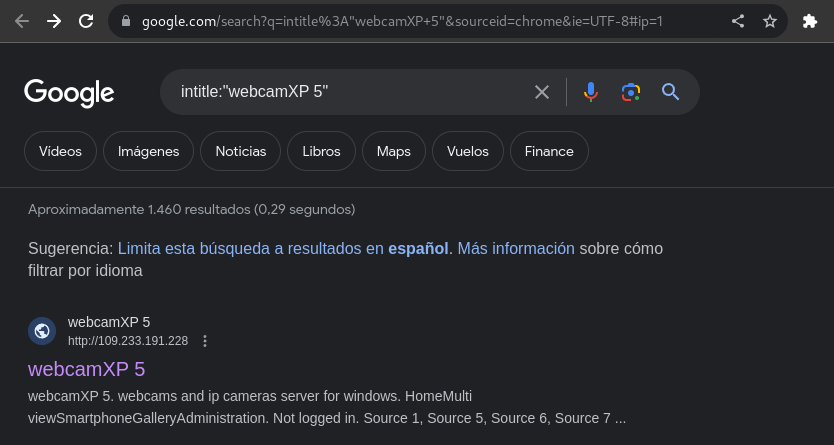 google.com/search?q=intitle%3A"webcamXP+5"&sourceid=chrome&ie=UTF-8#ip=1
Google
intitle:"webcamXP 5"
Vídeos Imágenes Noticias Libros Maps Vuelos Finance
Aproximadamente 1.460 resultados (0,29 segundos)
Sugerencia: Limita esta búsqueda a resultados en español. Más información sobre cómo
filtrar por idioma
webcamXP 5
http://109.233.191.228
webcamXP 5
webcamXP 5. webcams and ip cameras server for windows. HomeMulti
viewSmartphoneGalleryAdministration. Not logged in. Source 1, Source 5, Source 6, Source 7 ...